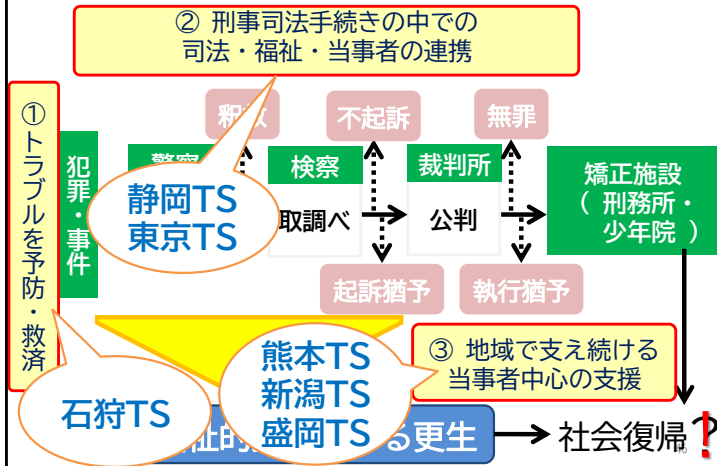 ② 刑事司法手続きの中での
司法・福祉・当事者の連携
①トラブルを予防・救済
犯罪・事件
釈放
不起訴
無罪
警察
検察
裁判所
矯正施設
（ 刑務所・
少年院 ）
静岡TS
東京TS
取調べ
公判
起訴猶予
執行猶予
石狩TS
熊本TS
新潟TS
盛岡TS
③ 地域で支え続ける
当事者中心の支援
る更生
社会復帰?!